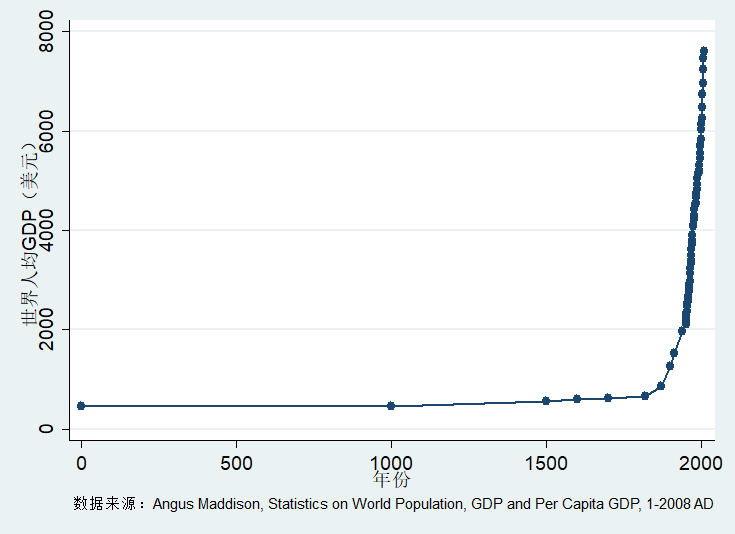 世界人均GDP（美元）
8000
6000
4000
2000
0
0 500 1000 1500 2000
年份
数据来源：Angus Maddison, Statistics on World Population, GDP and Per Capita GDP, 1-2008 AD